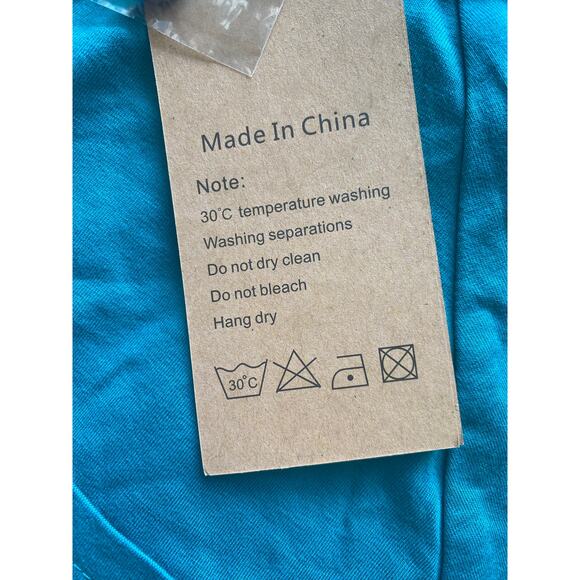 Made In China
Note:
30°C temperature washing
Washing separations
Do not dry clean
Do not bleach
Hang dry
30°C